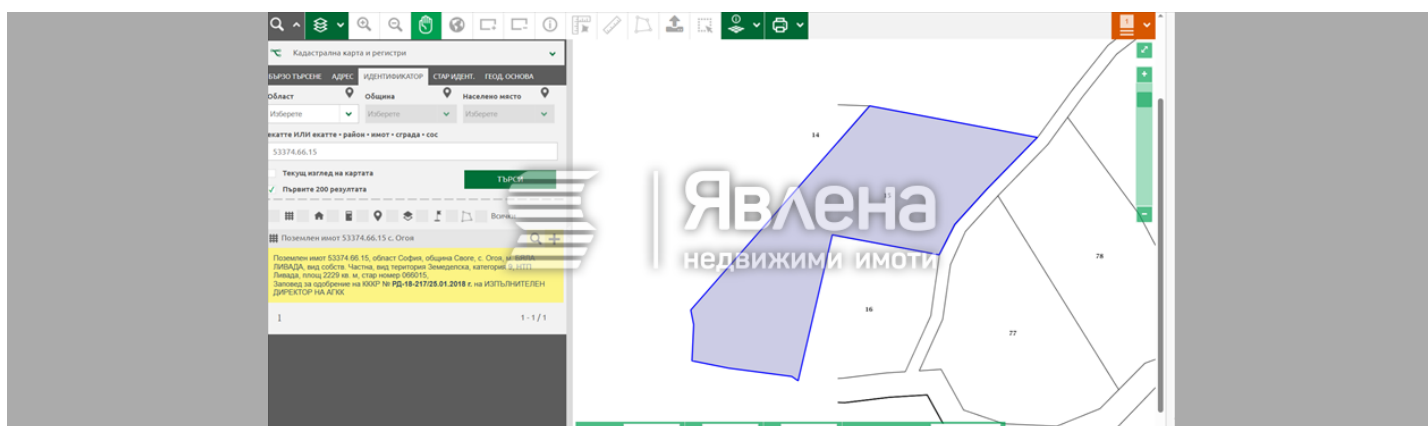 Кадастрална карта и регистри
БЪРЗО ТЪРСЕНЕ АДРЕС ИДЕНТИФИКАТОР СТАР ИДЕНТ. ГЕОД. ОСНОВА
Област Община Населено място
Изберете Изберете Изберете
екатте ИЛИ екатте • район • имот • сграда • сос
53374.66.15
Текущ изглед на картата
Първите 200 резултата
ТЪРСИ
Всички
Поземлен имот 53374.66.15 с. Огоя
Поземлен имот 53374.66.15, област София, община Своге, с. Огоя, м.
ЛИВАДА, вид собств. Частна, вид територия Земеделска, категория 9, НТП
Ливада, площ 2229 кв. м, стар номер 066015,
Заповед за одобрение на КККР № РД-18-217/25.01.2018 г. на ИЗПЪЛНИТЕЛЕН
ДИРЕКТОР НА АГКК
1 1 - 1 / 1
14
15
16
77
78
1
Явлена
недвижими имоти